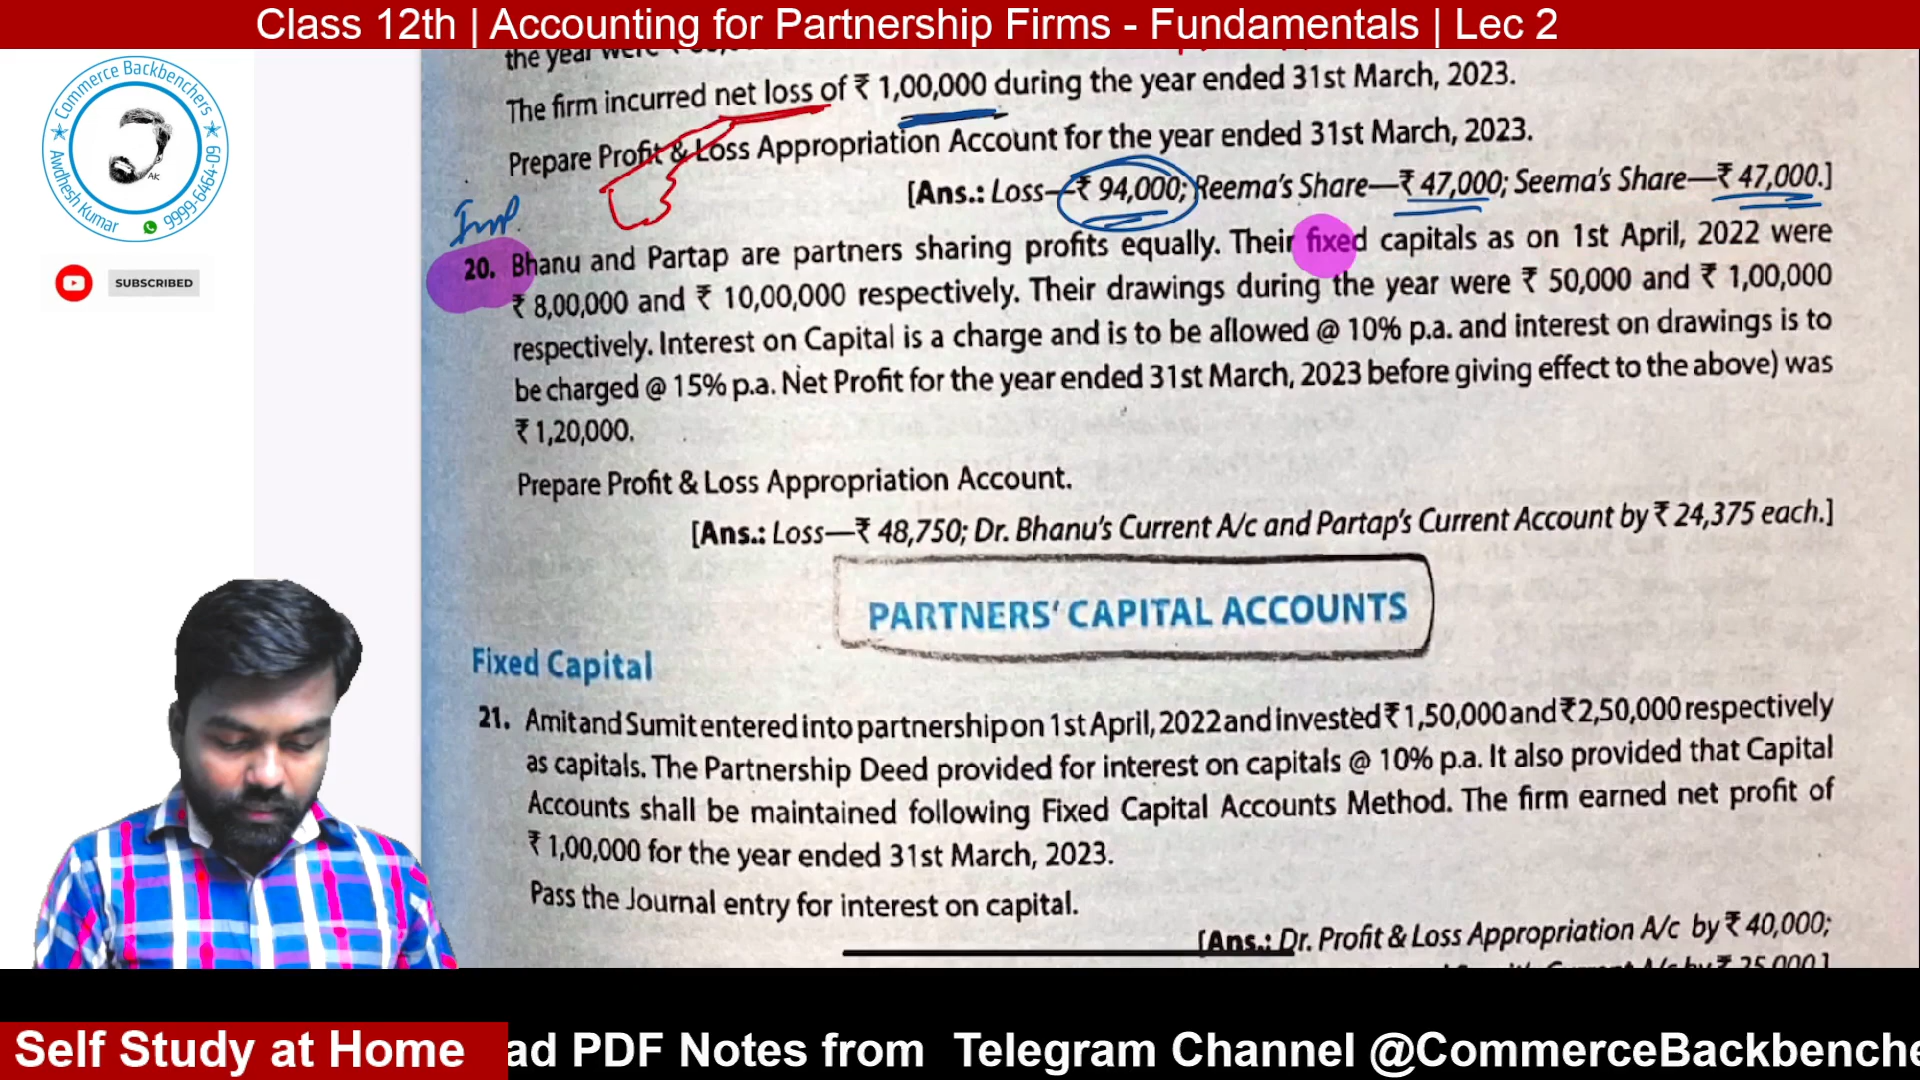 Class 12th | Accounting for Partnership Firms - Fundamentals | Lec 2
Commerce Backbenchers
AK
Awdhesh Kumar
9999-6464-09
SUBSCRIBED
the year were ₹
The firm incurred net loss of ₹ 1,00,000 during the year ended 31st March, 2023.
Prepare Profit & Loss Appropriation Account for the year ended 31st March, 2023.
[Ans.: Loss—₹ 94,000; Reema's Share—₹ 47,000; Seema's Share—₹ 47,000.]
Imp.
20. Bhanu and Partap are partners sharing profits equally. Their fixed capitals as on 1st April, 2022 were
₹ 8,00,000 and ₹ 10,00,000 respectively. Their drawings during the year were ₹ 50,000 and ₹ 1,00,000
respectively. Interest on Capital is a charge and is to be allowed @ 10% p.a. and interest on drawings is to
be charged @ 15% p.a. Net Profit for the year ended 31st March, 2023 before giving effect to the above) was
₹ 1,20,000.
Prepare Profit & Loss Appropriation Account.
[Ans.: Loss—₹ 48,750; Dr. Bhanu's Current A/c and Partap's Current Account by ₹ 24,375 each.]
PARTNERS' CAPITAL ACCOUNTS
Fixed Capital
21. Amit and Sumit entered into partnership on 1st April, 2022 and invested ₹ 1,50,000 and ₹ 2,50,000 respectively
as capitals. The Partnership Deed provided for interest on capitals @ 10% p.a. It also provided that Capital
Accounts shall be maintained following Fixed Capital Accounts Method. The firm earned net profit of
₹ 1,00,000 for the year ended 31st March, 2023.
Pass the Journal entry for interest on capital.
[Ans.: Dr. Profit & Loss Appropriation A/c by ₹ 40,000;
Current A/c by ₹ 25,000.]
Self Study at Home
ad PDF Notes from Telegram Channel @CommerceBackbenche